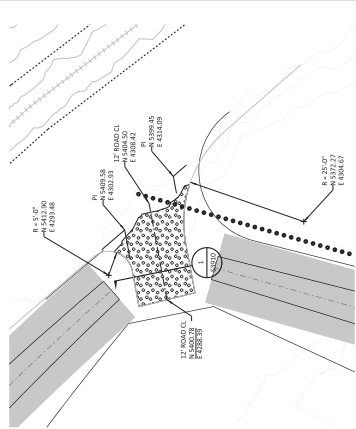 R = 5'-0"
N 5412.90
E 4293.48
PI
N 5409.58
E 4302.93
12' ROAD CL
N 5404.50
E 4308.42
PI
N 5399.45
E 4314.09
R = 25'-0"
N 5372.27
E 4304.67
1
12' ROAD CL
N 5400.78
E 4288.39